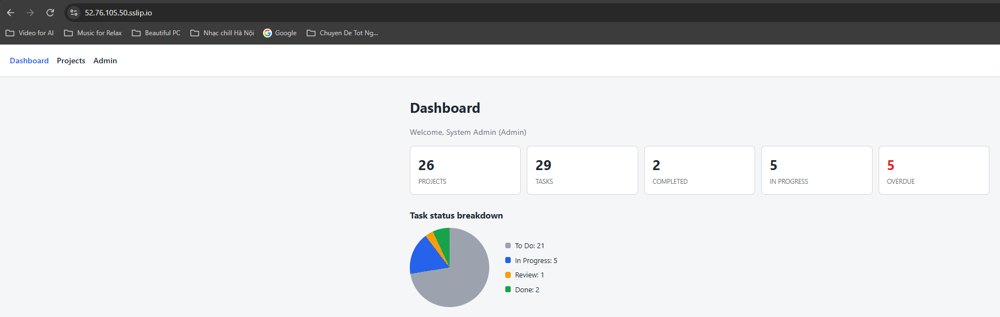 52.76.105.50.sslip.io
Video for AI Music for Relax Beautiful PC Nhạc chill Hà Nội Google Chuyen De Tot Ng...
Dashboard Projects Admin
Dashboard
Welcome, System Admin (Admin)
26 29 2 5 5
PROJECTS TASKS COMPLETED IN PROGRESS OVERDUE
Task status breakdown
To Do: 21
In Progress: 5
Review: 1
Done: 2